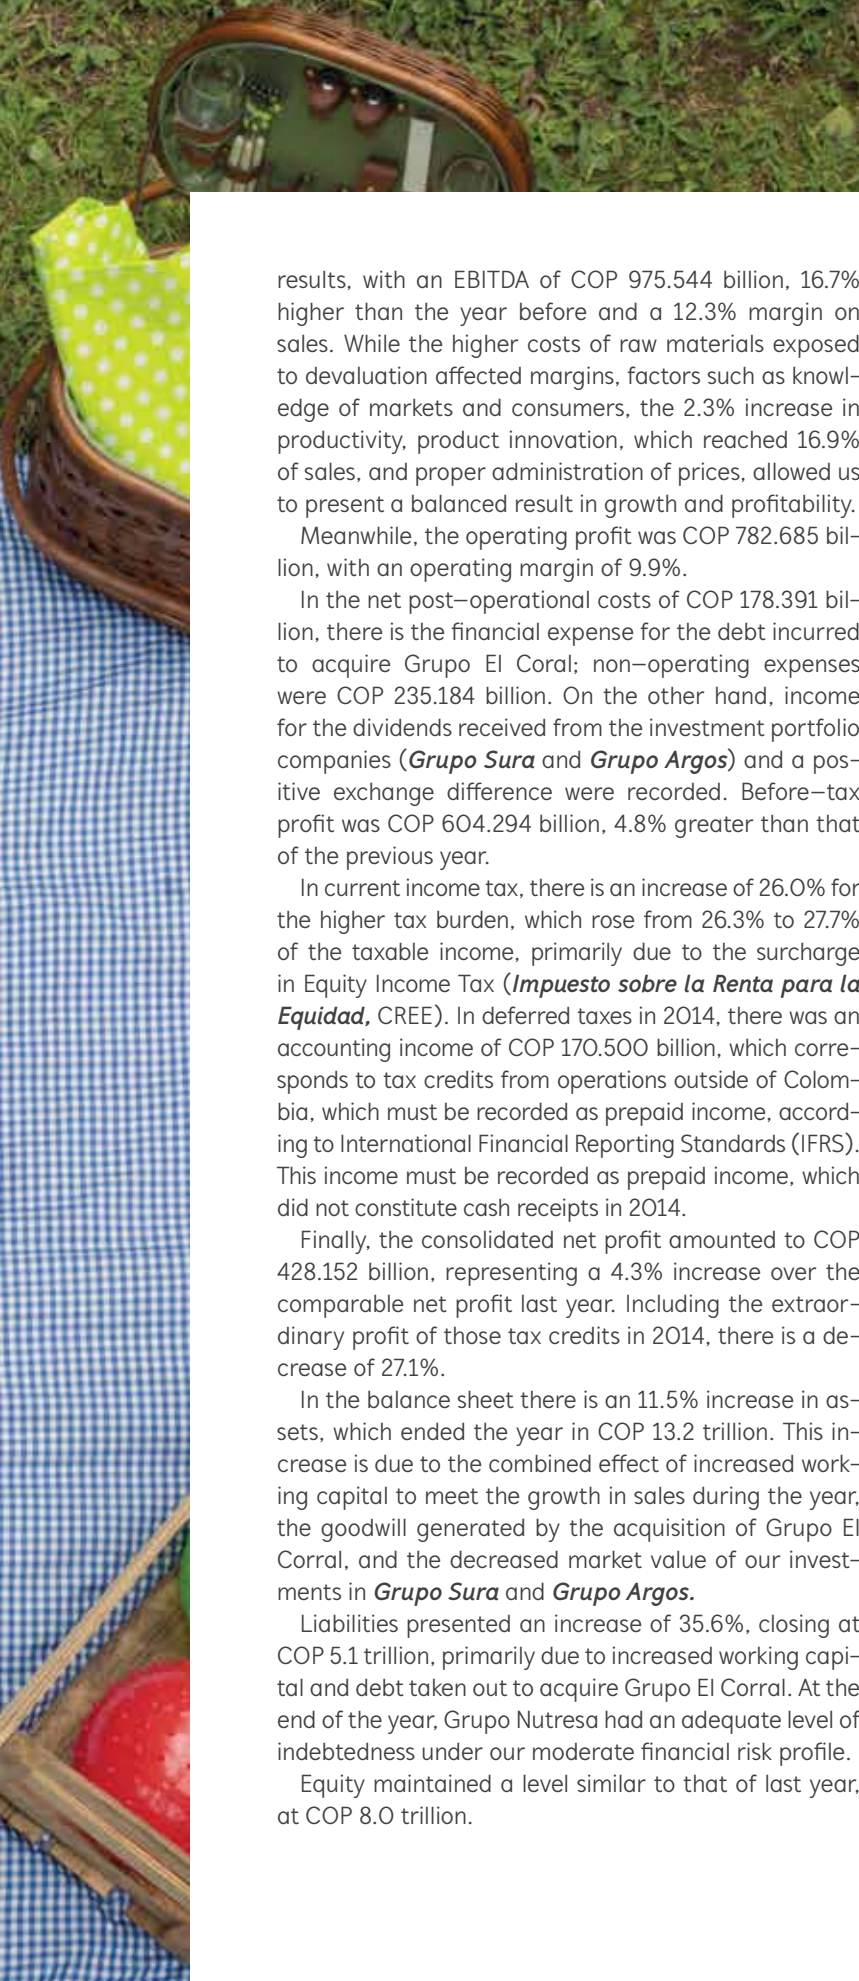 results, with an EBITDA of COP 975.544 billion, 16.7%
higher than the year before and a 12.3% margin on
sales. While the higher costs of raw materials exposed
to devaluation affected margins, factors such as knowl–
edge of markets and consumers, the 2.3% increase in
productivity, product innovation, which reached 16.9%
of sales, and proper administration of prices, allowed us
to present a balanced result in growth and profitability.
Meanwhile, the operating profit was COP 782.685 bil–
lion, with an operating margin of 9.9%.
In the net post–operational costs of COP 178.391 bil–
lion, there is the financial expense for the debt incurred
to acquire Grupo El Coral; non–operating expenses
were COP 235.184 billion. On the other hand, income
for the dividends received from the investment portfolio
companies (Grupo Sura and Grupo Argos) and a pos–
itive exchange difference were recorded. Before–tax
profit was COP 604.294 billion, 4.8% greater than that
of the previous year.
In current income tax, there is an increase of 26.0% for
the higher tax burden, which rose from 26.3% to 27.7%
of the taxable income, primarily due to the surcharge
in Equity Income Tax (Impuesto sobre la Renta para la
Equidad, CREE). In deferred taxes in 2014, there was an
accounting income of COP 170.500 billion, which corre–
sponds to tax credits from operations outside of Colom–
bia, which must be recorded as prepaid income, accord–
ing to International Financial Reporting Standards (IFRS).
This income must be recorded as prepaid income, which
did not constitute cash receipts in 2014.
Finally, the consolidated net profit amounted to COP
428.152 billion, representing a 4.3% increase over the
comparable net profit last year. Including the extraor–
dinary profit of those tax credits in 2014, there is a de–
crease of 27.1%.
In the balance sheet there is an 11.5% increase in as–
sets, which ended the year in COP 13.2 trillion. This in–
crease is due to the combined effect of increased work–
ing capital to meet the growth in sales during the year,
the goodwill generated by the acquisition of Grupo El
Corral, and the decreased market value of our invest–
ments in Grupo Sura and Grupo Argos.
Liabilities presented an increase of 35.6%, closing at
COP 5.1 trillion, primarily due to increased working capi–
tal and debt taken out to acquire Grupo El Corral. At the
end of the year, Grupo Nutresa had an adequate level of
indebtedness under our moderate financial risk profile.
Equity maintained a level similar to that of last year,
at COP 8.0 trillion.